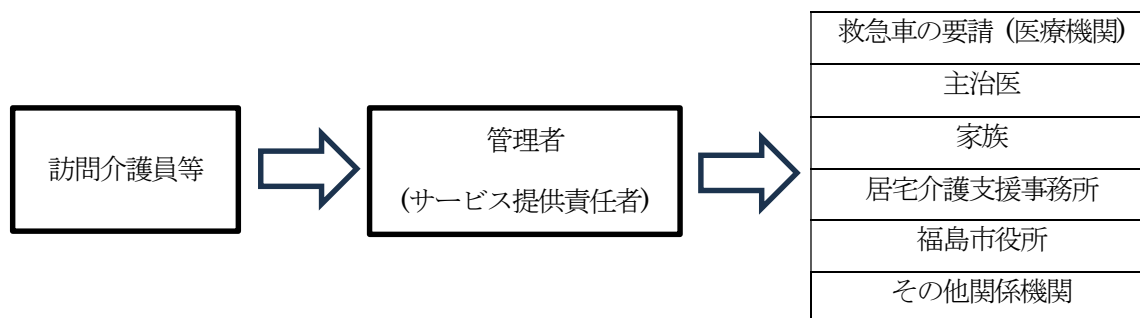 訪問介護員等
管理者
(サービス提供責任者)
救急車の要請 (医療機関)
主治医
家族
居宅介護支援事務所
福島市役所
その他関係機関